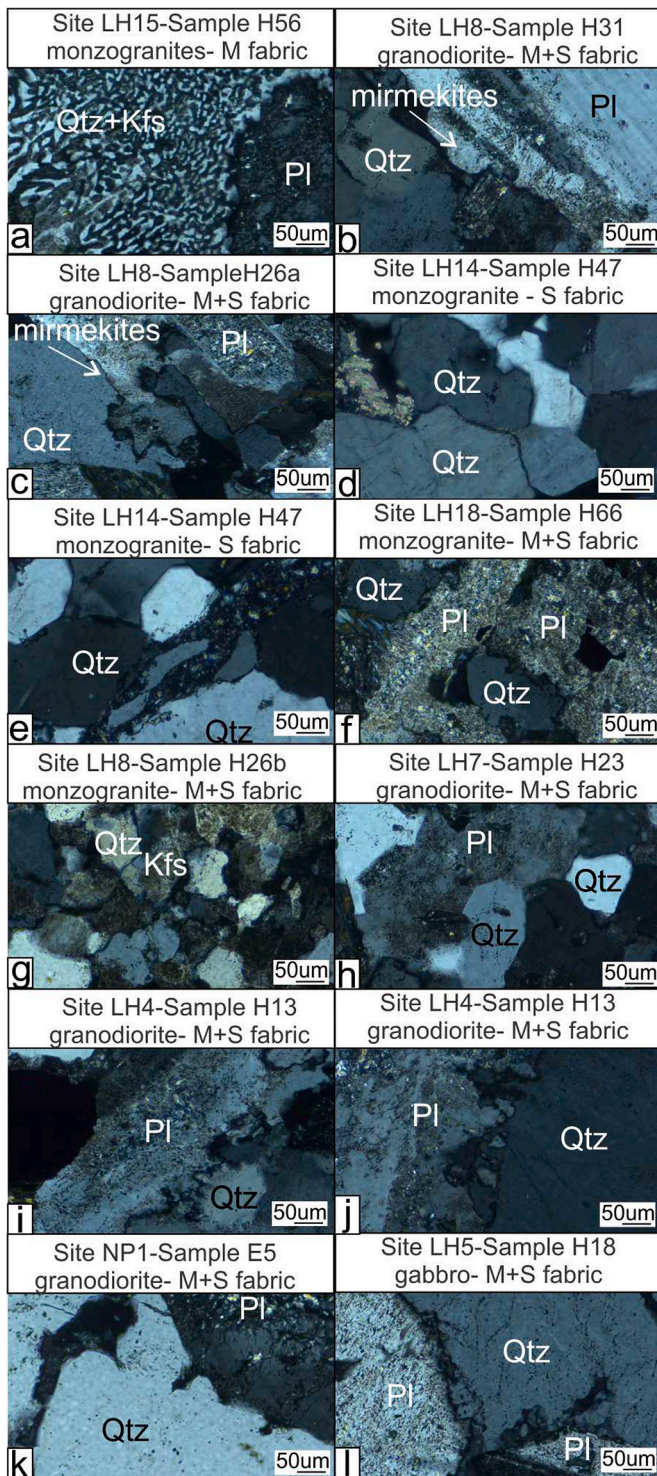 Site LH15-Sample H56
monzogranites- M fabric
Qtz+Kfs
Pl
a
50um
Site LH8-Sample H31
granodiorite- M+S fabric
mirmekites
Pl
Qtz
b
50um
Site LH8-SampleH26a
granodiorite- M+S fabric
mirmekites
Pl
Qtz
c
50um
Site LH14-Sample H47
monzogranite - S fabric
Qtz
Qtz
d
50um
Site LH14-Sample H47
monzogranite- S fabric
Qtz
Qtz
e
50um
Site LH18-Sample H66
monzogranite- M+S fabric
Qtz
Pl
Pl
Qtz
f
50um
Site LH8-Sample H26b
monzogranite- M+S fabric
Qtz
Kfs
g
50um
Site LH7-Sample H23
granodiorite- M+S fabric
Pl
Qtz
Qtz
h
50um
Site LH4-Sample H13
granodiorite- M+S fabric
Pl
Qtz
i
50um
Site LH4-Sample H13
granodiorite- M+S fabric
Pl
Qtz
j
50um
Site NP1-Sample E5
granodiorite- M+S fabric
Pl
Qtz
k
50um
Site LH5-Sample H18
gabbro- M+S fabric
Qtz
Pl
Pl
l
50um